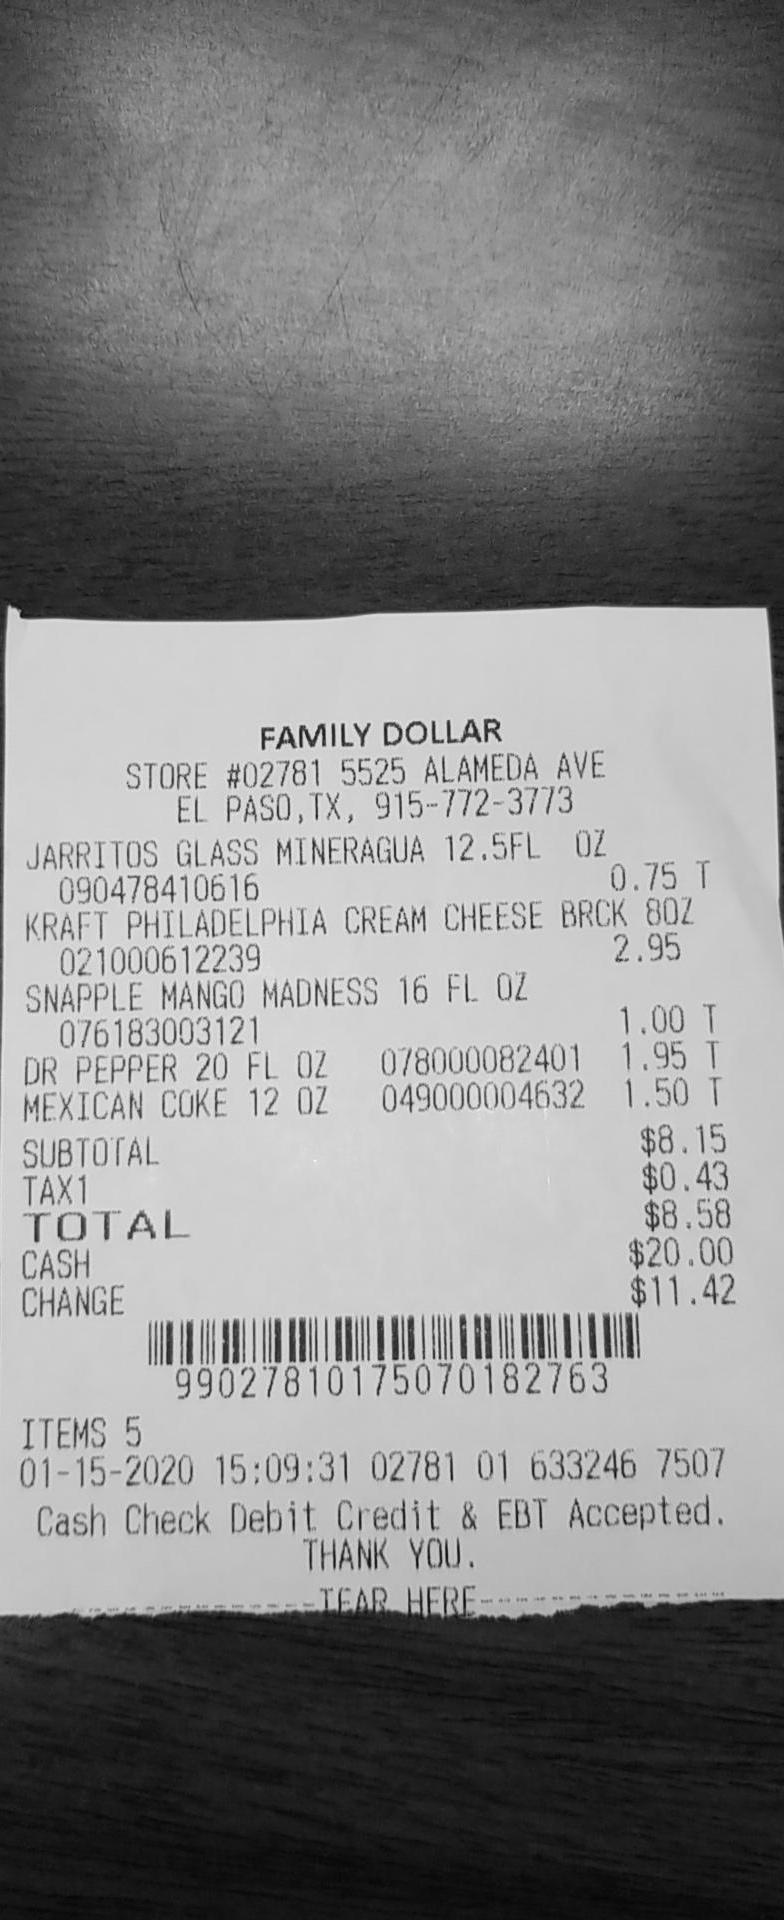 FAMILY DOLLAR
STORE #02781 5525 ALAMEDA AVE
EL PASO,TX, 915-772-3773
JARRITOS GLASS MINERAGUA 12.5FL OZ
090478410616 0.75 T
KRAFT PHILADELPHIA CREAM CHEESE BRCK 8OZ
021000612239 2.95
SNAPPLE MANGO MADNESS 16 FL OZ
076183003121 1.00 T
DR PEPPER 20 FL OZ 078000082401 1.95 T
MEXICAN COKE 12 OZ 049000004632 1.50 T
SUBTOTAL $8.15
TAX1 $0.43
TOTAL $8.58
CASH $20.00
CHANGE $11.42
99027810175070182763
ITEMS 5
01-15-2020 15:09:31 02781 01 633246 7507
Cash Check Debit Credit & EBT Accepted.
THANK YOU.
---------------TEAR HERE---------------